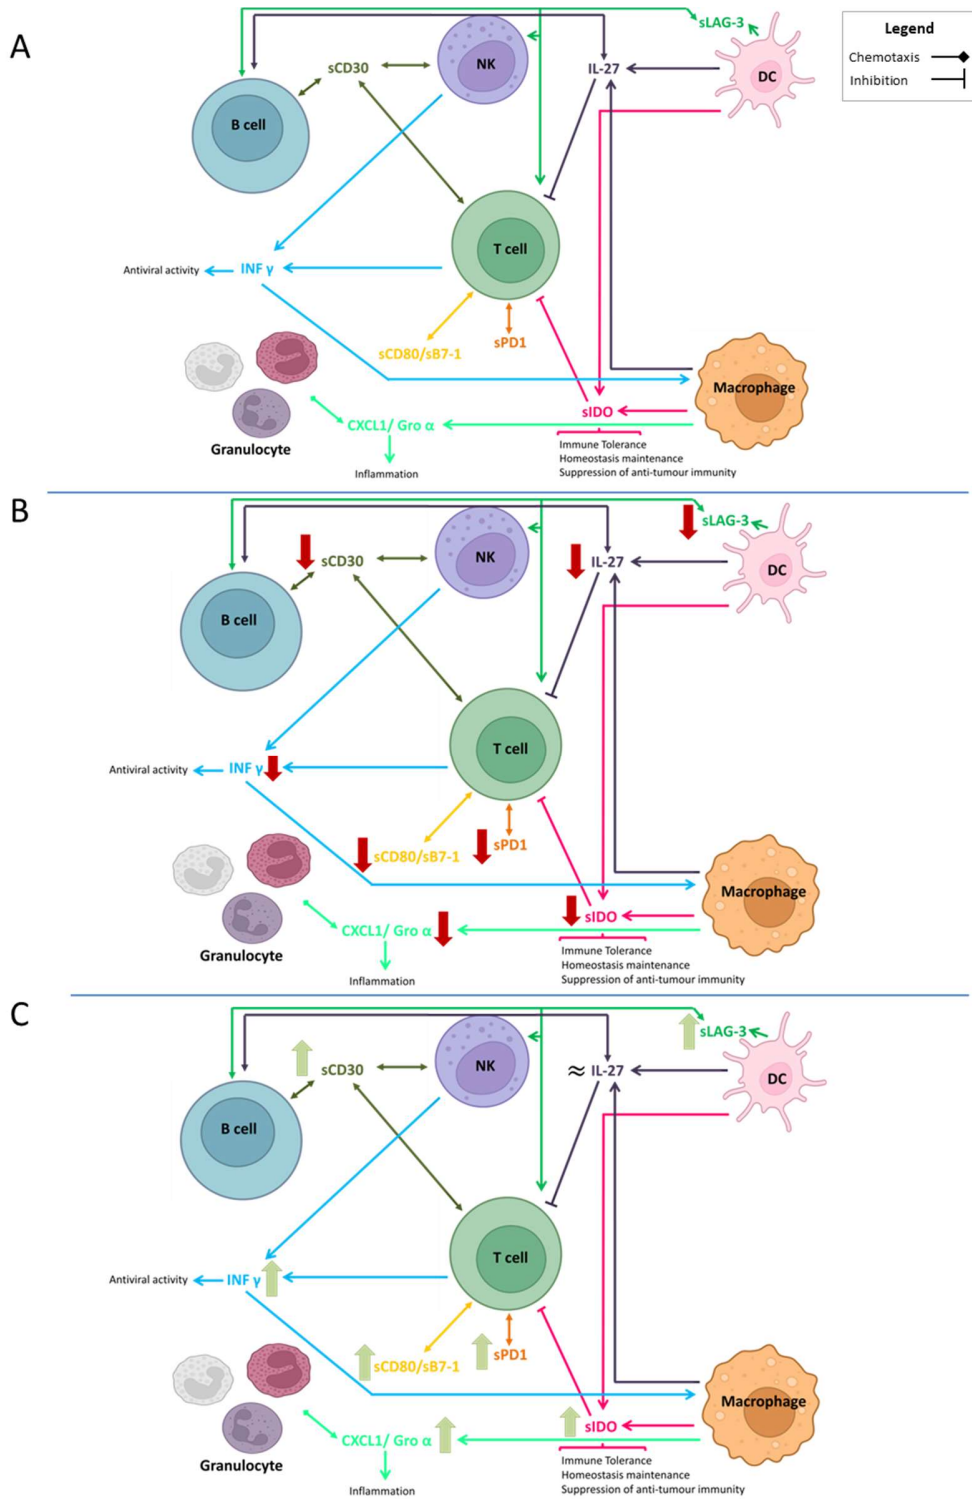 A
sLAG-3
Legend
Chemotaxis
Inhibition
sCD30
NK
IL-27
DC
B cell
T cell
Antiviral activity
INF γ
sCD80/sB7-1
sPD1
Macrophage
sIDO
CXCL1/ Gro α
Granulocyte
Immune Tolerance
Homeostasis maintenance
Suppression of anti-tumour immunity
Inflammation
B
sLAG-3
sCD30
NK
IL-27
DC
B cell
T cell
Antiviral activity
INF γ
sCD80/sB7-1
sPD1
Macrophage
sIDO
CXCL1/ Gro α
Granulocyte
Immune Tolerance
Homeostasis maintenance
Suppression of anti-tumour immunity
Inflammation
C
sLAG-3
sCD30
NK
≈ IL-27
DC
B cell
T cell
Antiviral activity
INF γ
sCD80/sB7-1
sPD1
Macrophage
sIDO
CXCL1/ Gro α
Granulocyte
Immune Tolerance
Homeostasis maintenance
Suppression of anti-tumour immunity
Inflammation